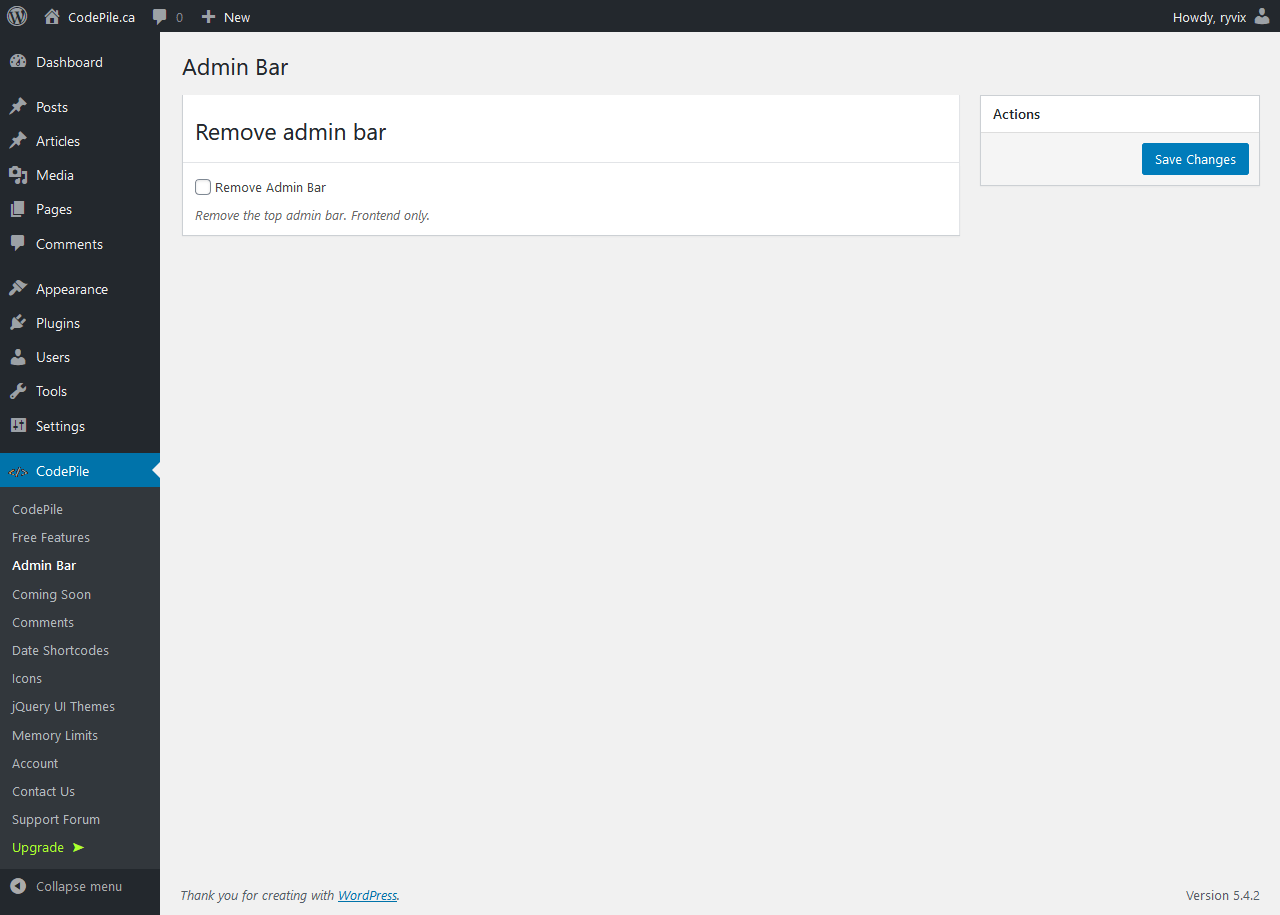 CodePile.ca 0 New Howdy, ryvix
Dashboard
Posts
Articles
Media
Pages
Comments
Appearance
Plugins
Users
Tools
Settings
</> CodePile
CodePile
Free Features
Admin Bar
Coming Soon
Comments
Date Shortcodes
Icons
jQuery UI Themes
Memory Limits
Account
Contact Us
Support Forum
Upgrade ➤
Collapse menu
Admin Bar
Remove admin bar
Remove Admin Bar
Remove the top admin bar. Frontend only.
Actions
Save Changes
Thank you for creating with WordPress. Version 5.4.2